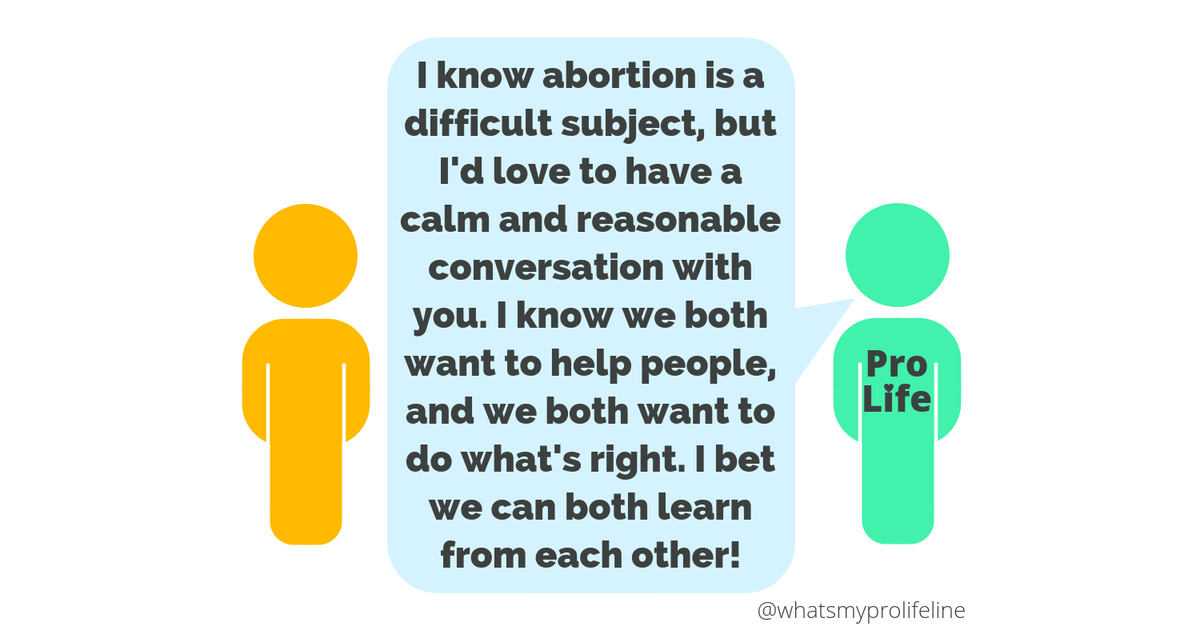 I know abortion is a
difficult subject, but
I'd love to have a
calm and reasonable
conversation with
you. I know we both
want to help people,
and we both want to
do what's right. I bet
we can both learn
from each other!
Pro
Life
@whatsmyprolifeline